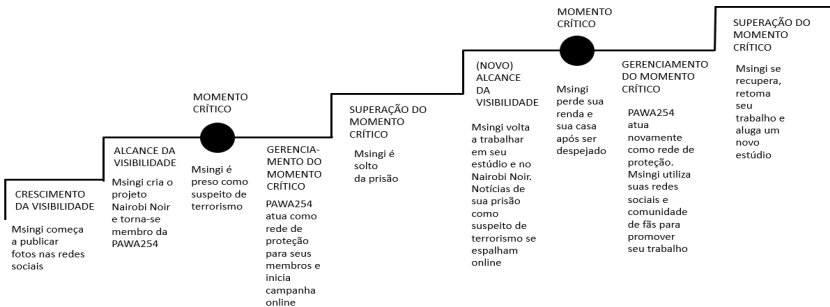 CRESCIMENTO
DA VISIBILIDADE
Msingi começa
a publicar
fotos nas redes
sociais
ALCANCE DA
VISIBILIDADE
Msingi cria o
projeto
Nairobi Noir
e torna-se
membro da
PAWA254
MOMENTO
CRÍTICO
Msingi é
preso como
suspeito de
terrorismo
GERENCIA-
MENTO DO
MOMENTO
CRÍTICO
PAWA254
atua como
rede de
proteção
para seus
membros e
inicia
campanha
online
SUPERAÇÃO DO
MOMENTO
CRÍTICO
Msingi é
solto
da prisão
(NOVO)
ALCANCE
DA
VISIBILIDADE
Msingi volta
a trabalhar
em seu
estúdio e no
Nairobi Noir.
Notícias de
sua prisão
como
suspeito de
terrorismo se
espalham
online
MOMENTO
CRÍTICO
Msingi
perde sua
renda e
sua casa
após ser
despejado
GERENCIAMENTO
DO MOMENTO
CRÍTICO
PAWA254
atua
novamente
como rede de
proteção.
Msingi utiliza
suas redes
sociais e
comunidade
de fãs para
promover
seu trabalho
SUPERAÇÃO DO
MOMENTO
CRÍTICO
Msingi se
recupera,
retoma
seu
trabalho e
aluga um
novo
estúdio